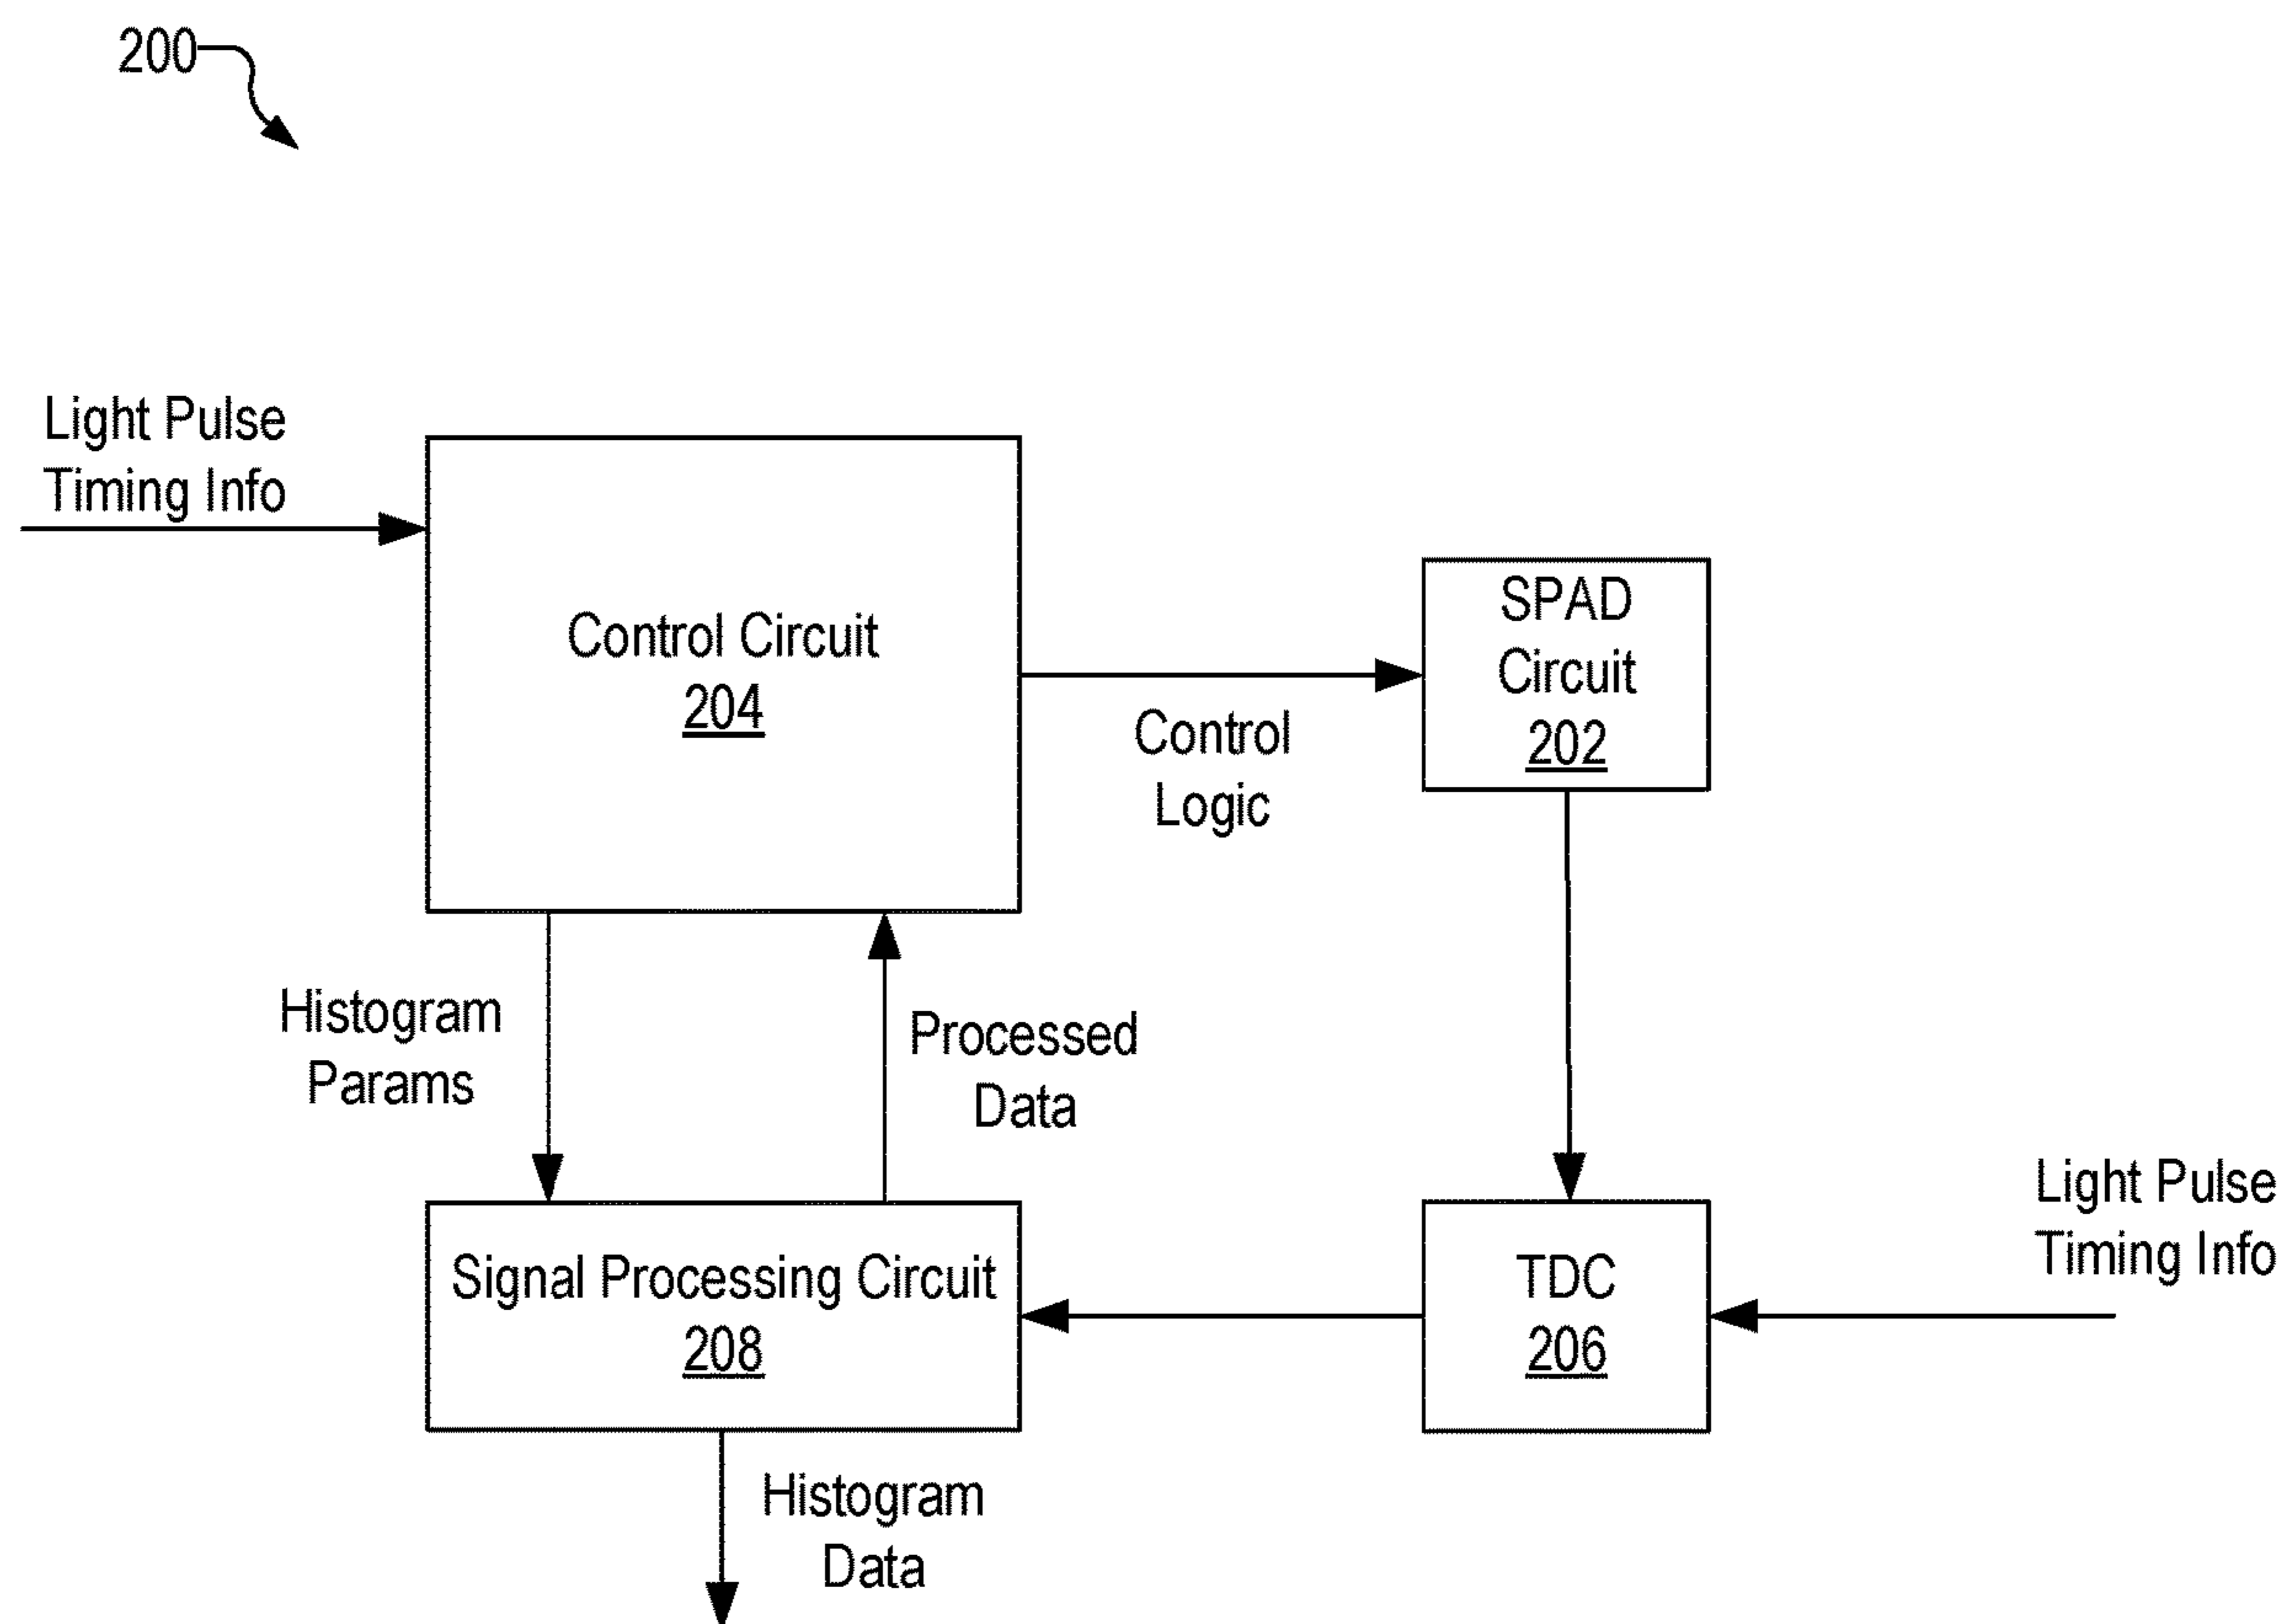 200
Light Pulse
Timing Info
Control Circuit
204
Control
Logic
SPAD
Circuit
202
Histogram
Params
Processed
Data
Signal Processing Circuit
208
TDC
206
Light Pulse
Timing Info
Histogram
Data